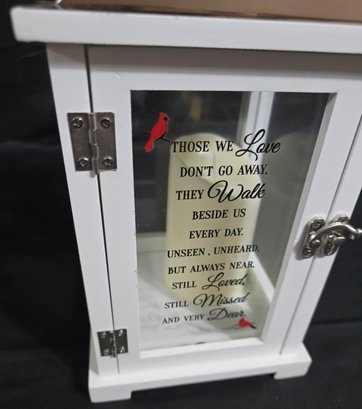 THOSE WE Love
DON'T GO AWAY,
THEY Walk
BESIDE US
EVERY DAY.
UNSEEN, UNHEARD,
BUT ALWAYS NEAR,
STILL Loved,
STILL Missed
AND VERY Dear.